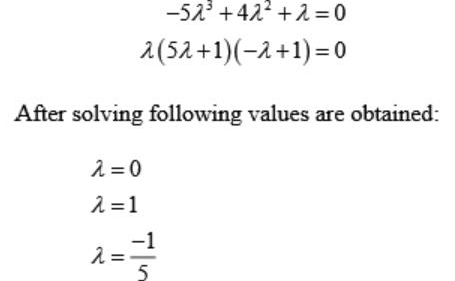 −5λ³ + 4λ² + λ = 0
λ(5λ+1)(−λ+1) = 0
After solving following values are obtained:
λ = 0
λ = 1
λ = −1/5